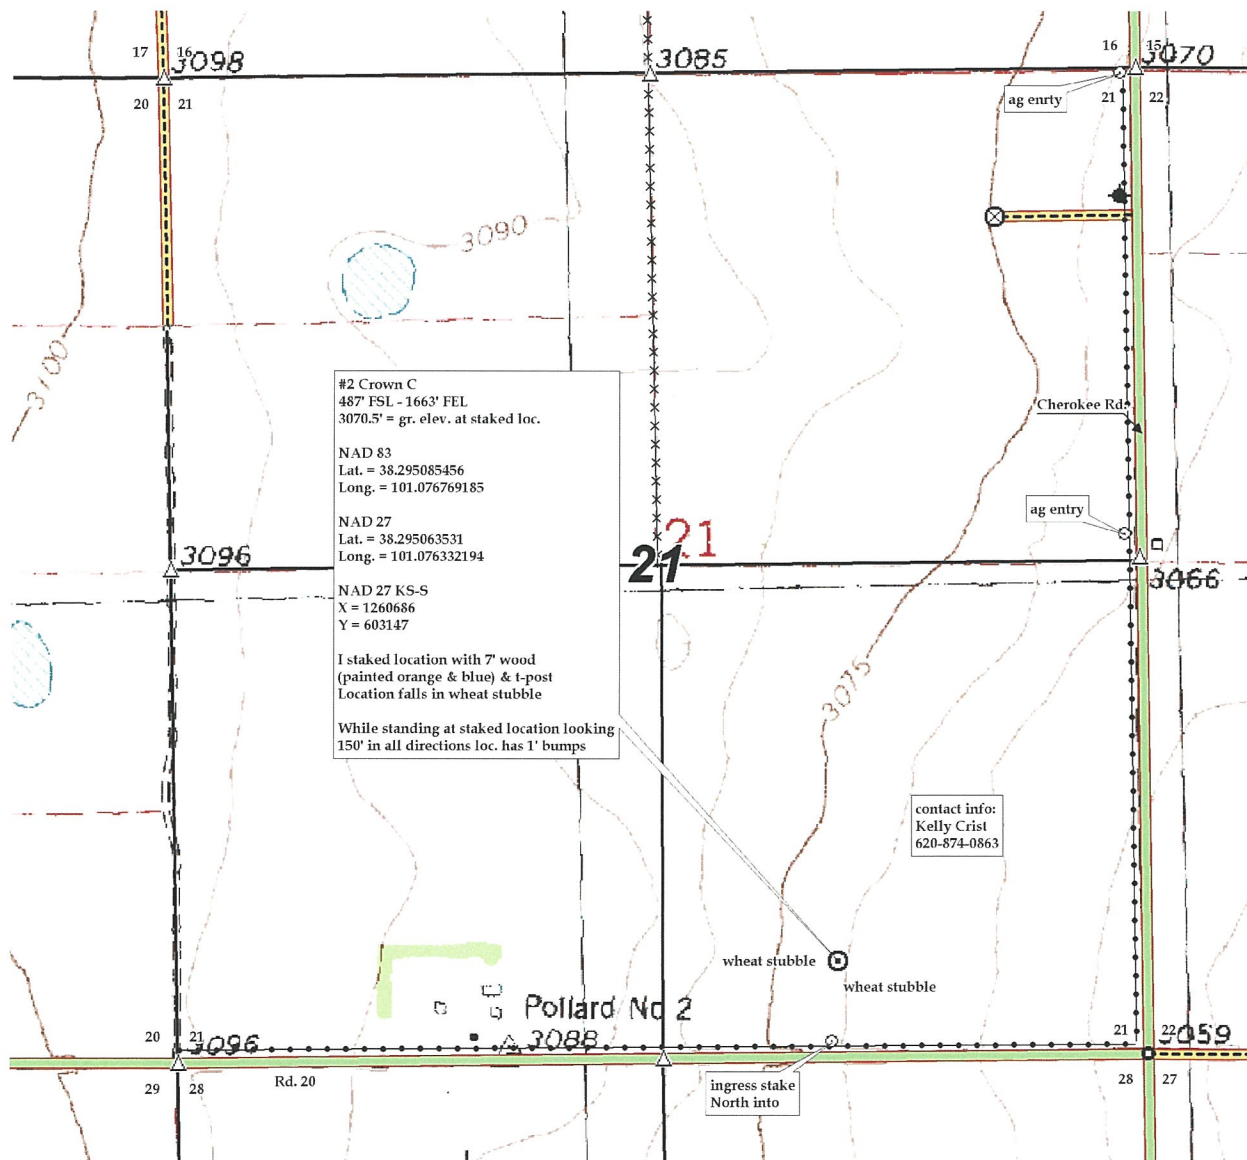 17 16
3098
3085
16 15
3070
20 21
ag enrty
21 22
3090
3100
#2 Crown C
487' FSL - 1663' FEL
3070.5' = gr. elev. at staked loc.
NAD 83
Lat. = 38.295085456
Long. = 101.076769185
NAD 27
Lat. = 38.295063531
Long. = 101.076332194
NAD 27 KS-S
X = 1260686
Y = 603147
I staked location with 7' wood
(painted orange & blue) & t-post
Location falls in wheat stubble
While standing at staked location looking
150' in all directions loc. has 1' bumps
Cherokee Rd.
ag entry
21
21
3096
3066
3075
contact info:
Kelly Crist
620-874-0863
wheat stubble
wheat stubble
Pollard No 2
20 21
3096
3088
21 22
3059
29 28
Rd. 20
ingress stake
North into
28 27